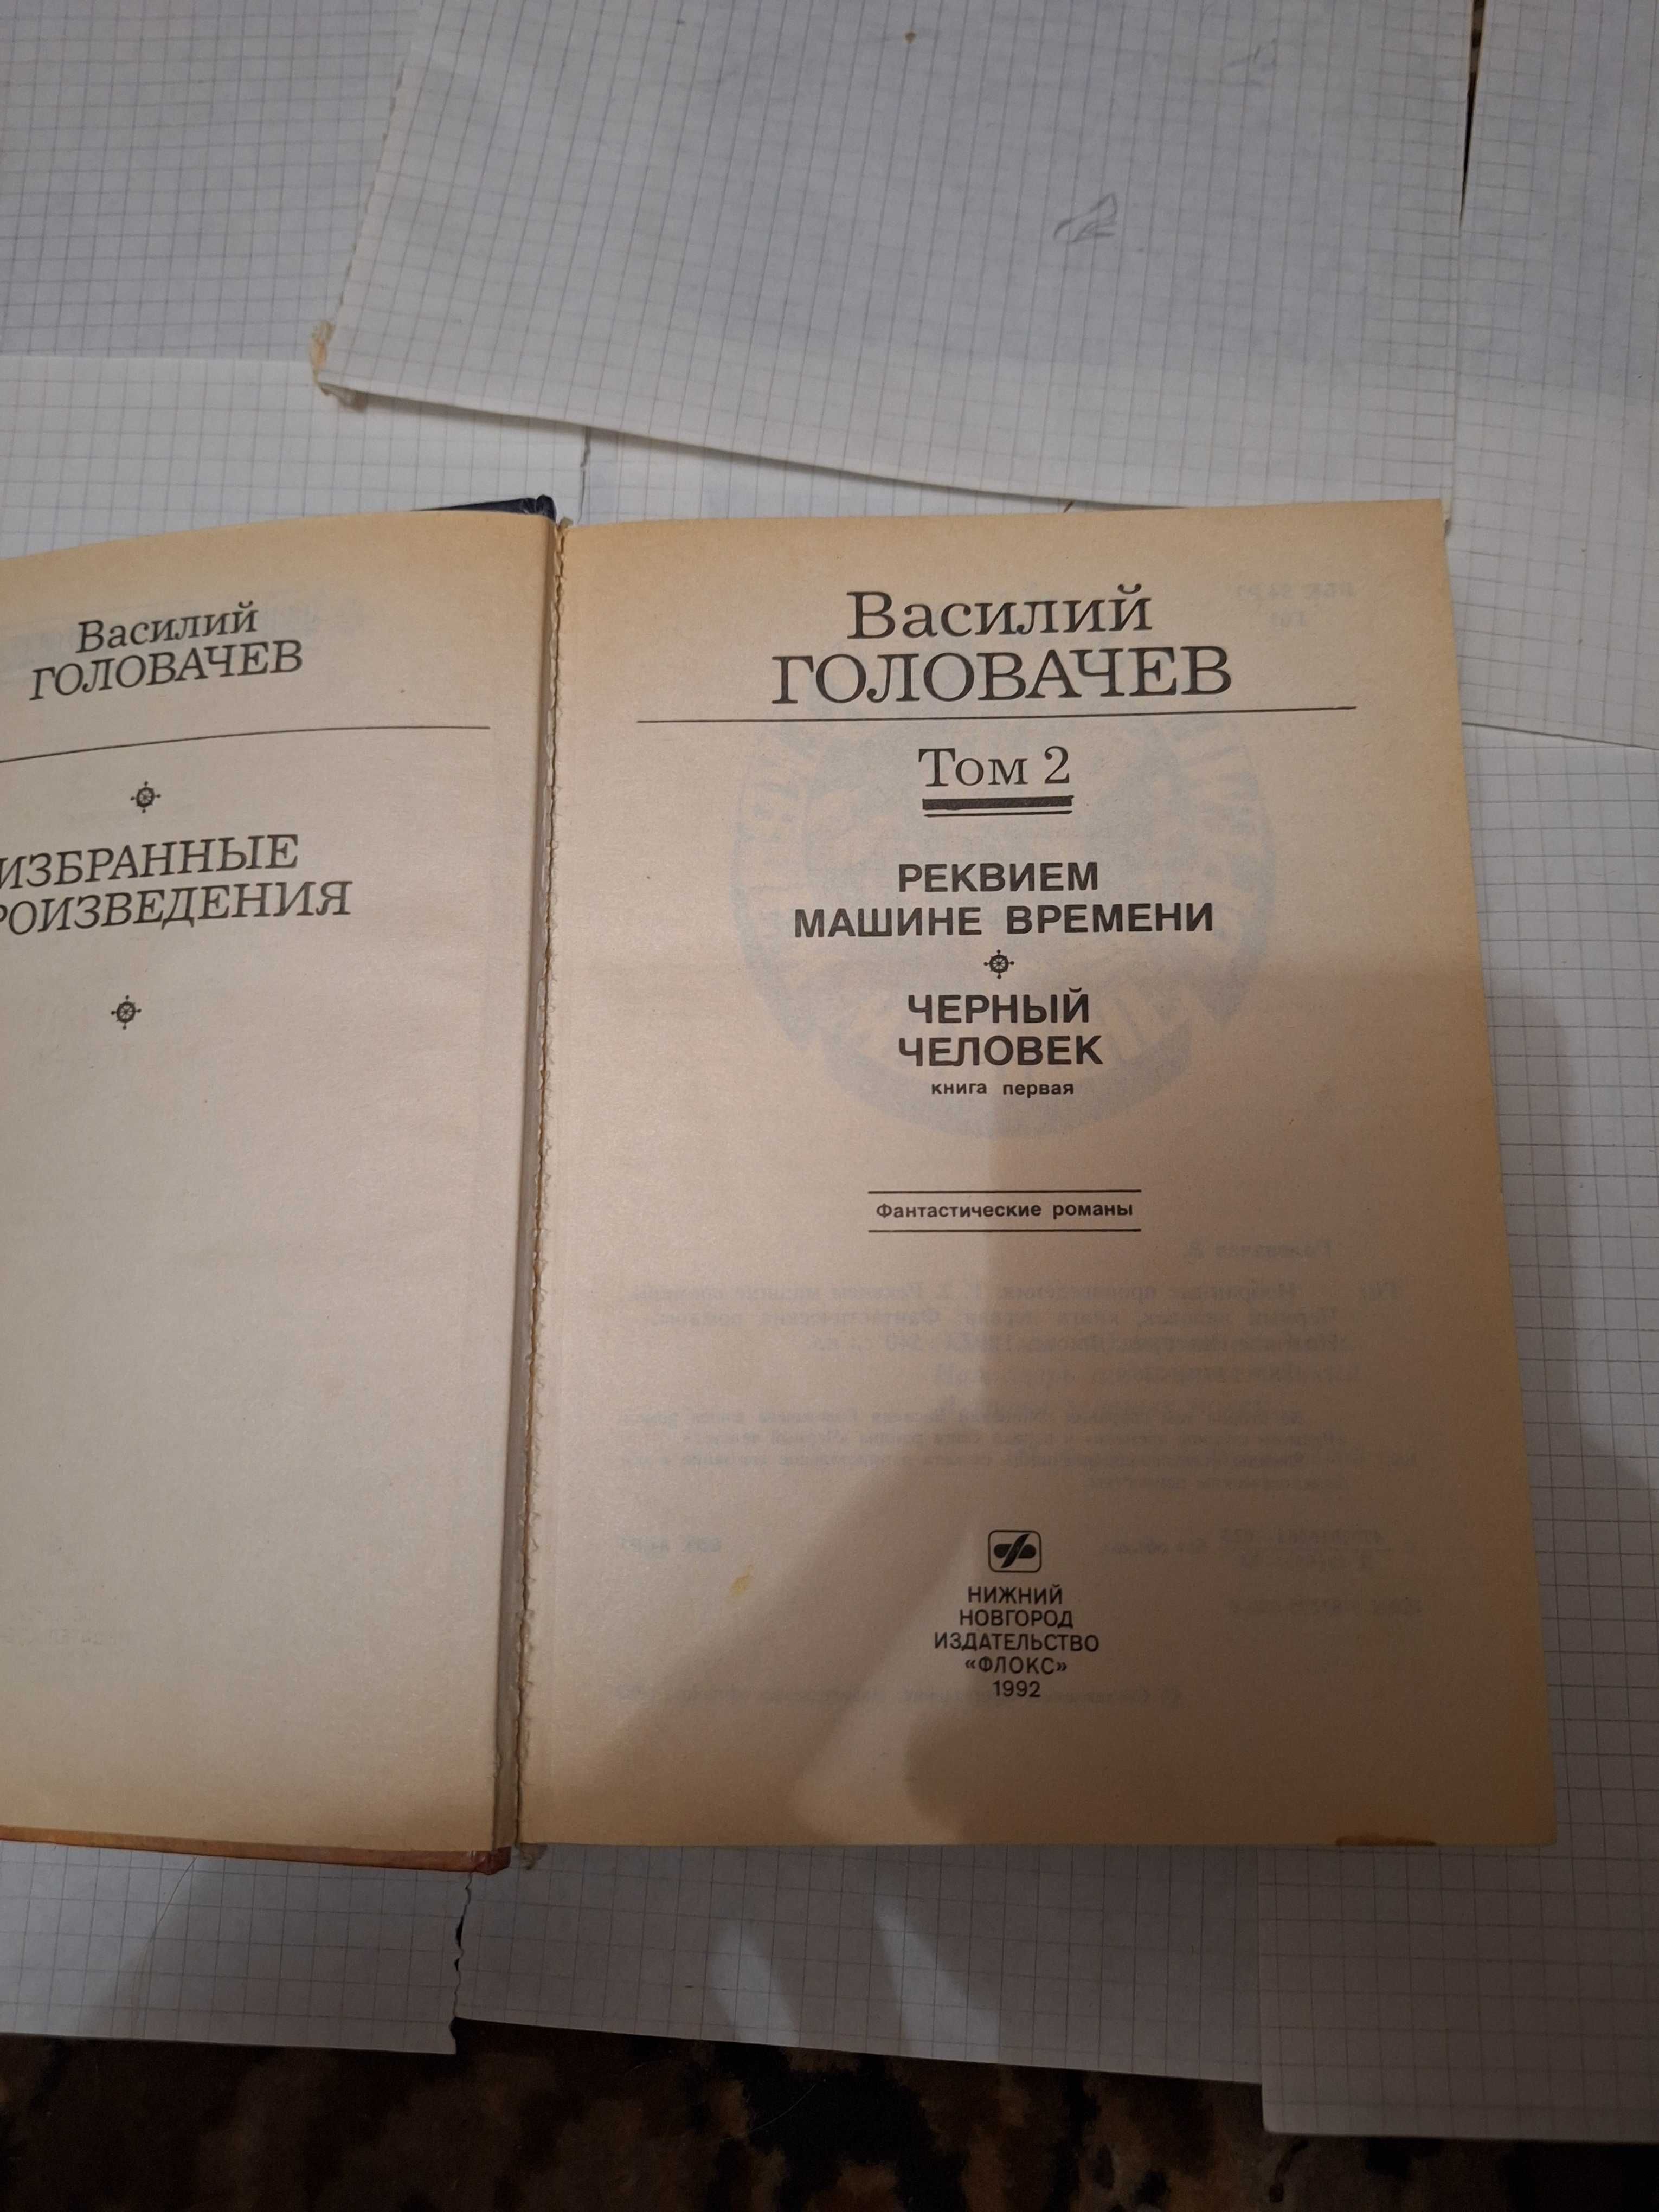 Василий
ГОЛОВАЧЕВ
ИЗБРАННЫЕ
РОИЗВЕДЕНИЯ
Василий
ГОЛОВАЧЕВ
Том 2
РЕКВИЕМ
МАШИНЕ ВРЕМЕНИ
ЧЕРНЫЙ
ЧЕЛОВЕК
книга первая
Фантастические романы
НИЖНИЙ
НОВГОРОД
ИЗДАТЕЛЬСТВО
«ФЛОКС»
1992